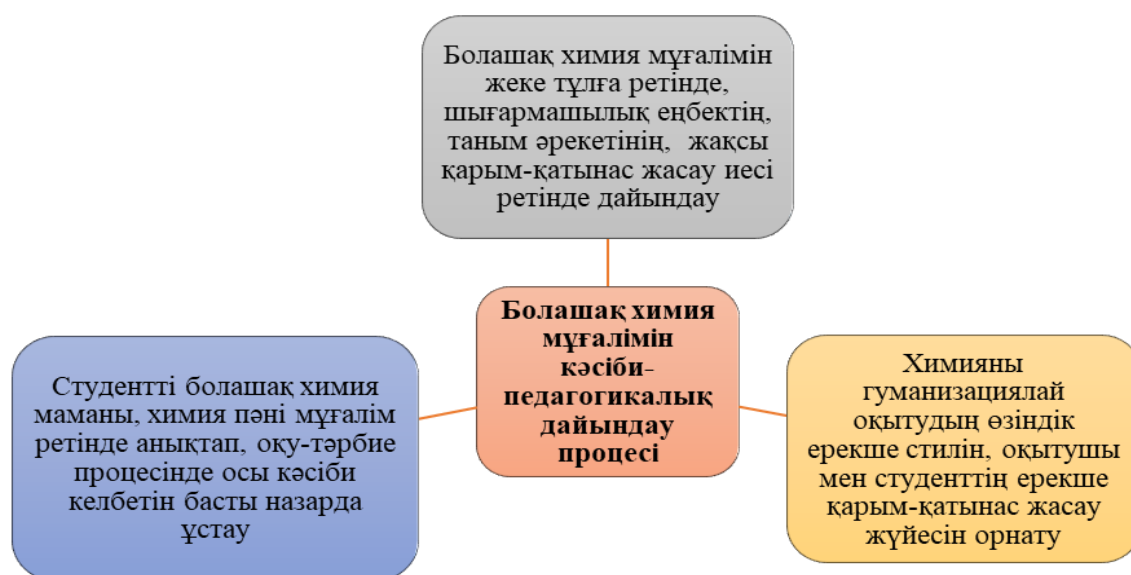 Болашақ химия мұғалімін
жеке тұлға ретінде,
шығармашылық еңбектің,
таным әрекетінің, жақсы
қарым-қатынас жасау иесі
ретінде дайындау
Болашақ химия
мұғалімін
кәсіби-
педагогикалық
дайындау
процесі
Студентті болашақ химия
маманы, химия пәні мұғалім
ретінде анықтап, оқу-тәрбие
процесінде осы кәсіби
келбетін басты назарда
ұстау
Химияны
гуманизациялай
оқытудың өзіндік
ерекше стилін, оқытушы
мен студенттің ерекше
қарым-қатынас жасау
жүйесін орнату